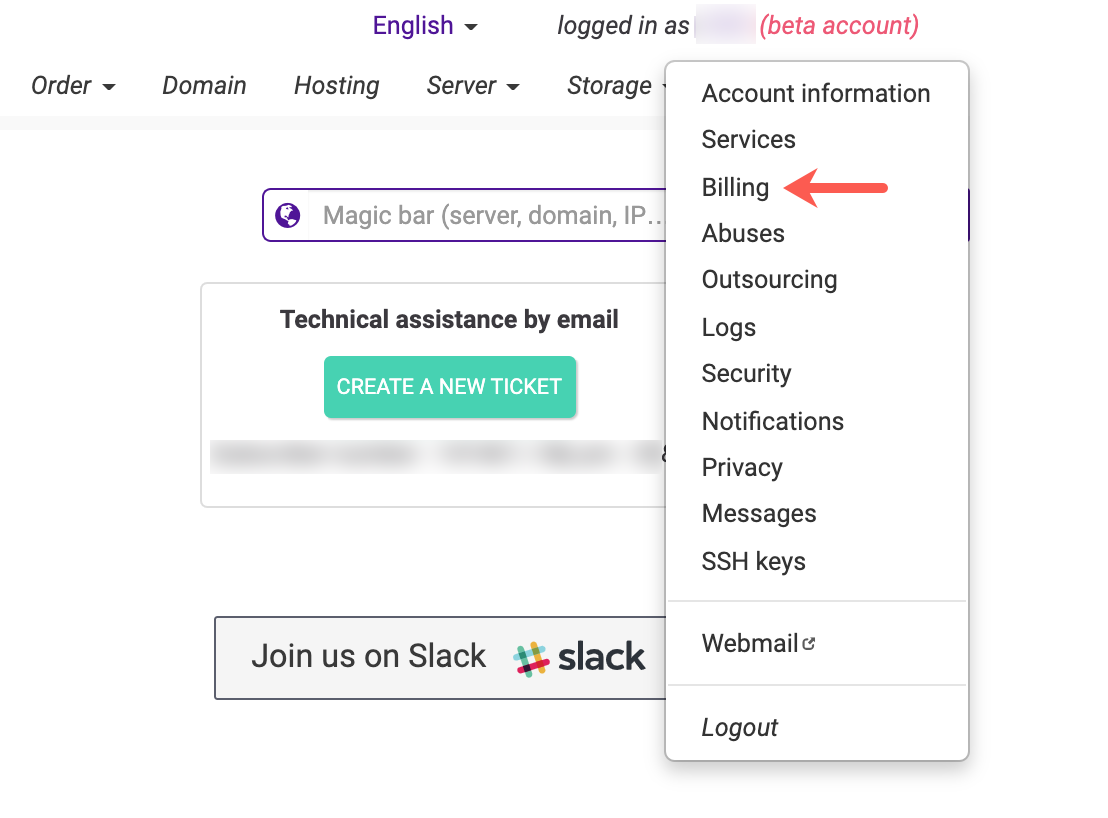 English
logged in as (beta account)
Order
Domain
Hosting
Server
Storage
Magic bar (server, domain, IP...
Technical assistance by email
CREATE A NEW TICKET
Join us on Slack
slack
Account information
Services
Billing
Abuses
Outsourcing
Logs
Security
Notifications
Privacy
Messages
SSH keys
Webmail
Logout